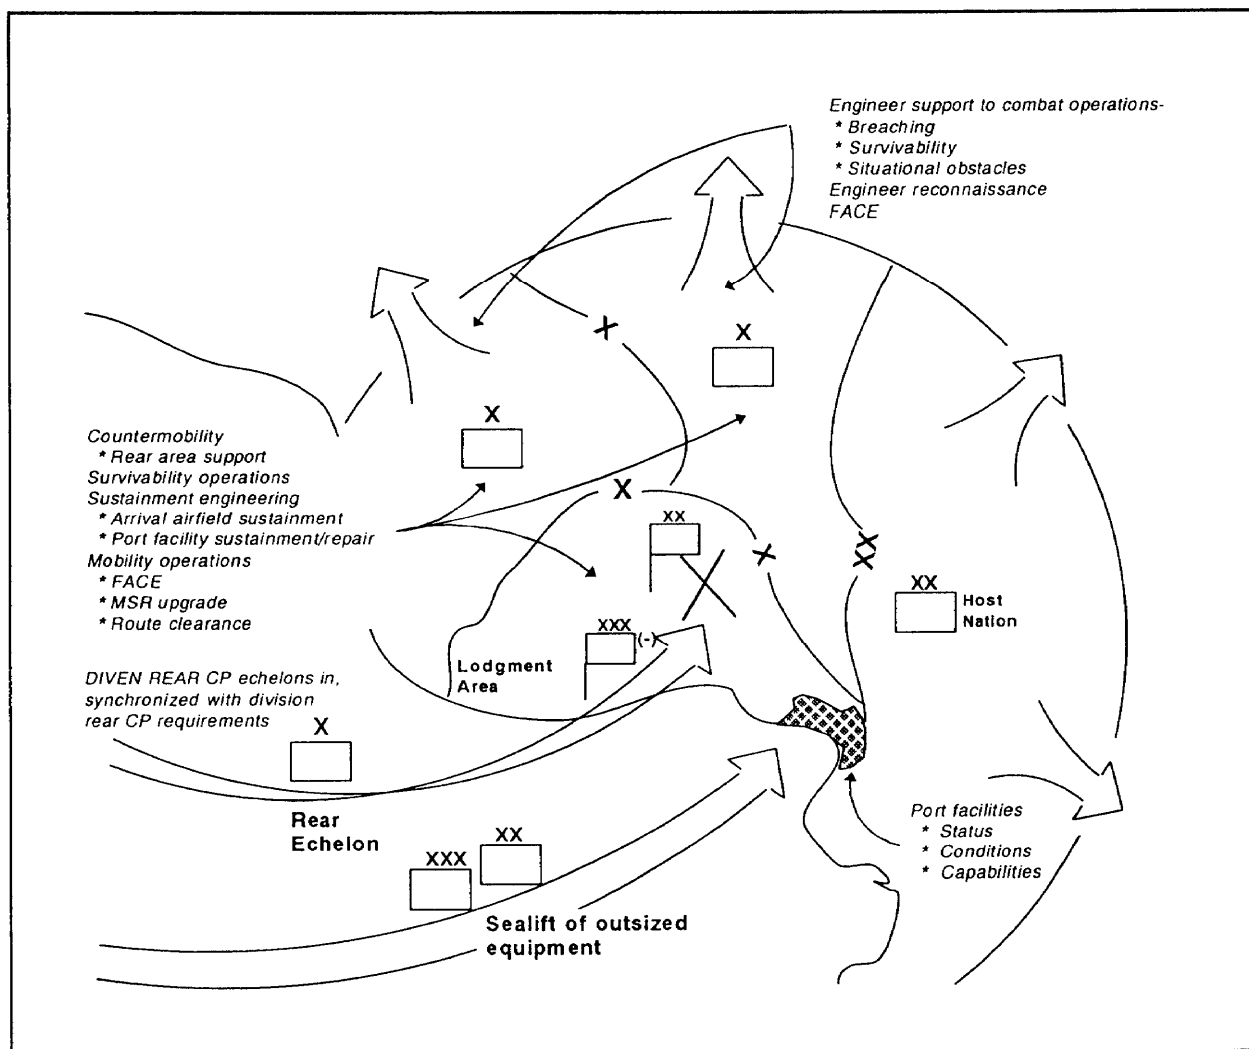 Engineer support to combat operations-
* Breaching
* Survivability
* Situational obstacles
Engineer reconnaissance
FACE
X
X
X
Countermobility
* Rear area support
Survivability operations
Sustainment engineering
* Arrival airfield sustainment
* Port facility sustainment/repair
Mobility operations
* FACE
* MSR upgrade
* Route clearance
X
XX
X
XX
XX
Host
Nation
XXX
(-)
Lodgment
Area
DIVEN REAR CP echelons in,
synchronized with division
rear CP requirements
X
Rear
Echelon
Port facilities
* Status
* Conditions
* Capabilities
XX
XXX
Sealift of outsized
equipment